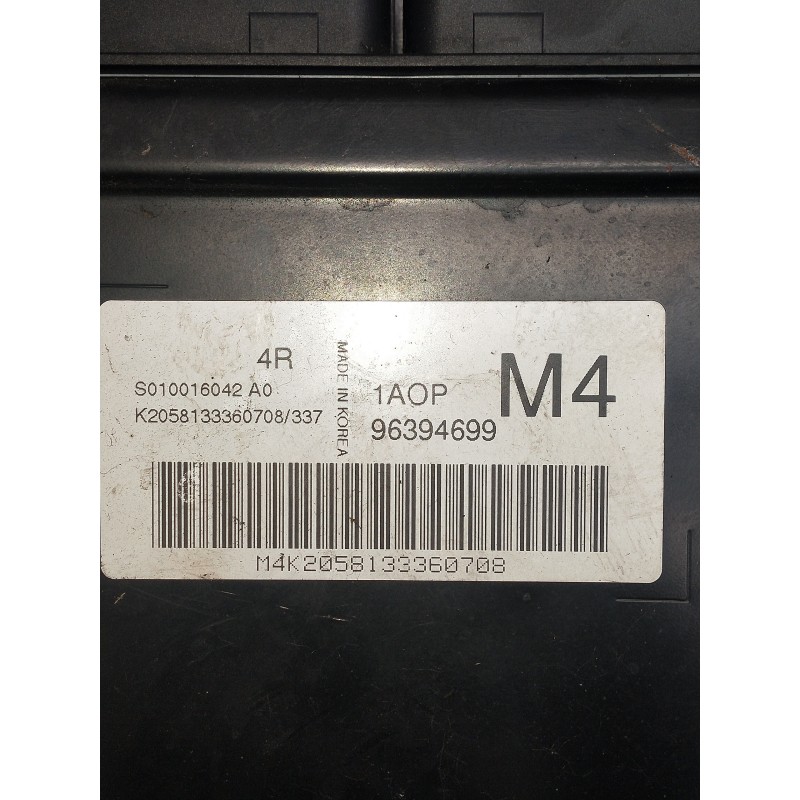 4R
S010016042 A0
K2058133360708/337
MADE IN KOREA
1AOP
96394699
M4
M4K2058133360708